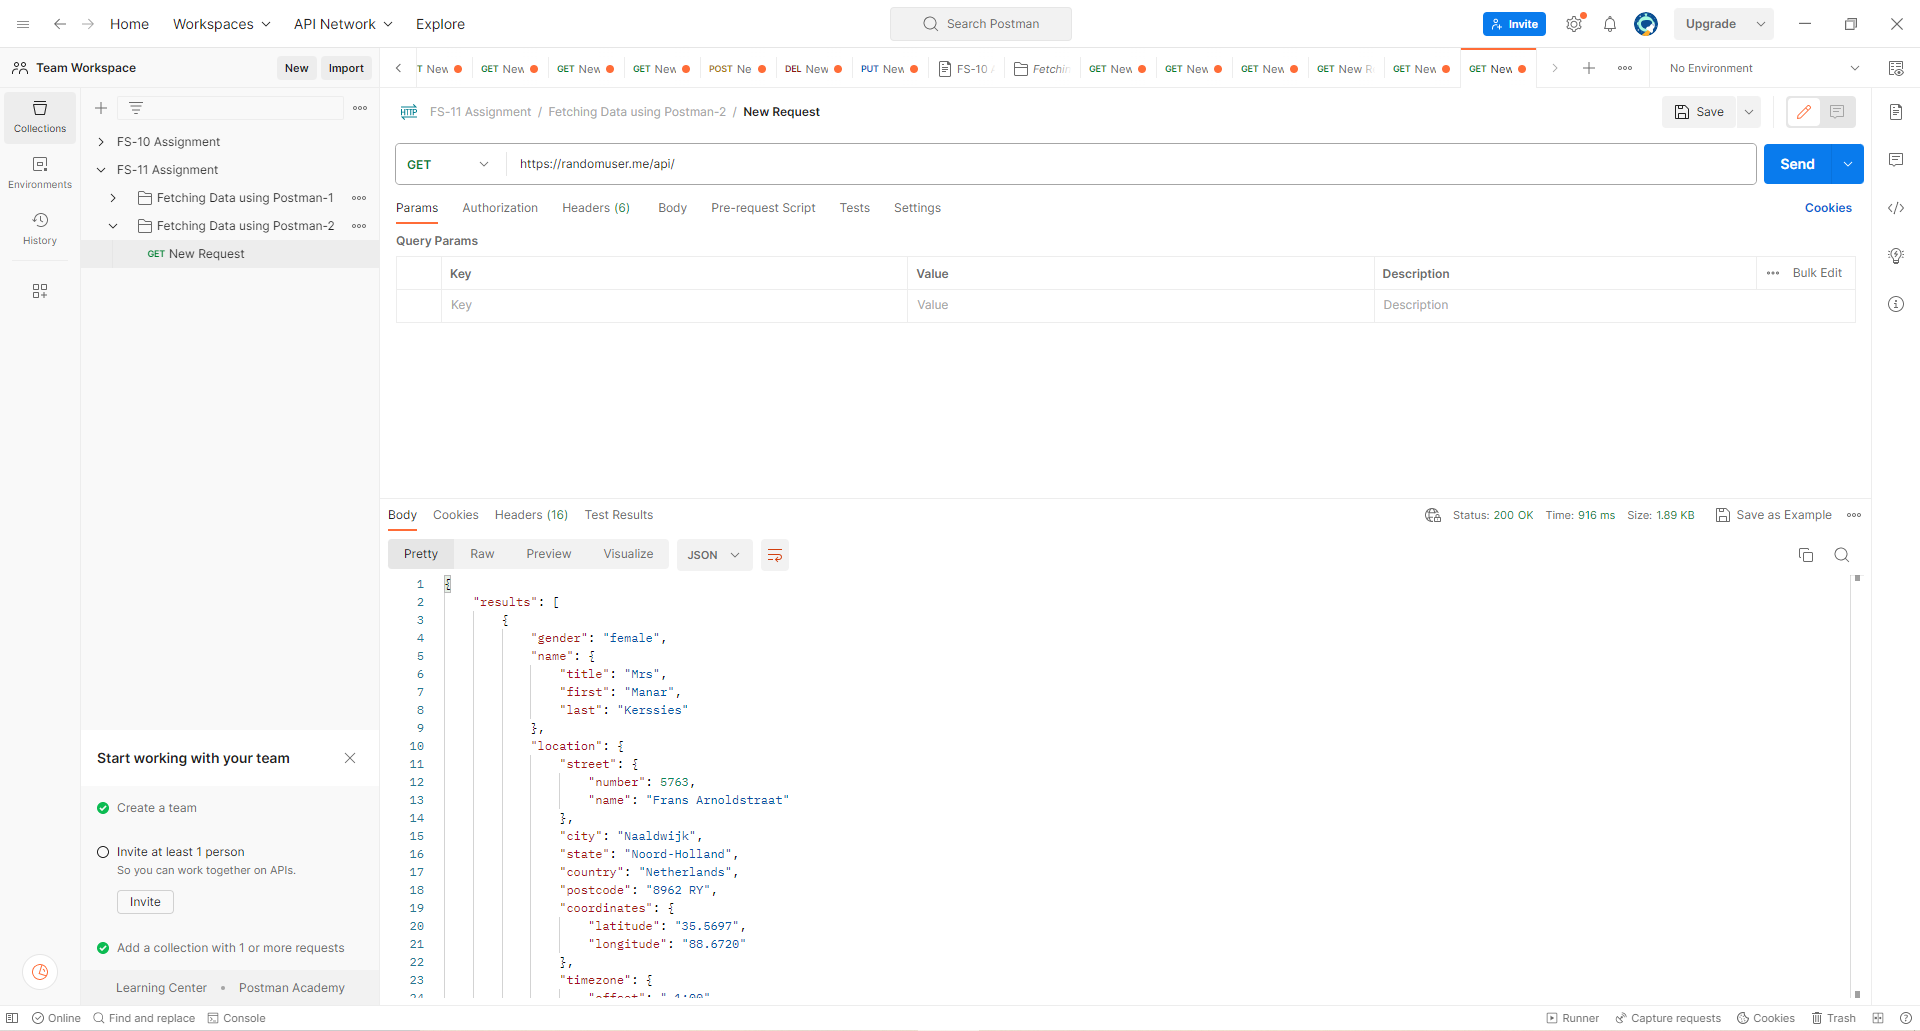 Home Workspaces API Network Explore Search Postman Invite Upgrade
Team Workspace New Import
T New GET New GET New GET New POST Ne DEL New PUT New FS-10 Fetchin GET New GET New GET New GET New R GET New GET New No Environment
Collections
Environments
History
FS-10 Assignment
FS-11 Assignment
Fetching Data using Postman-1
Fetching Data using Postman-2
GET New Request
HTTP FS-11 Assignment / Fetching Data using Postman-2 / New Request Save
GET https://randomuser.me/api/ Send
Params Authorization Headers (6) Body Pre-request Script Tests Settings Cookies
Query Params
Key Value Description Bulk Edit
Key Value Description
Body Cookies Headers (16) Test Results Status: 200 OK Time: 916 ms Size: 1.89 KB Save as Example
Pretty Raw Preview Visualize JSON
1 {
2 "results": [
3 {
4 "gender": "female",
5 "name": {
6 "title": "Mrs",
7 "first": "Manar",
8 "last": "Kerssies"
9 },
10 "location": {
11 "street": {
12 "number": 5763,
13 "name": "Frans Arnoldstraat"
14 },
15 "city": "Naaldwijk",
16 "state": "Noord-Holland",
17 "country": "Netherlands",
18 "postcode": "8962 RY",
19 "coordinates": {
20 "latitude": "35.5697",
21 "longitude": "88.6720"
22 },
23 "timezone": {
Start working with your team
Create a team
Invite at least 1 person
So you can work together on APIs.
Invite
Add a collection with 1 or more requests
Learning Center • Postman Academy
Online Find and replace Console Runner Capture requests Cookies Trash